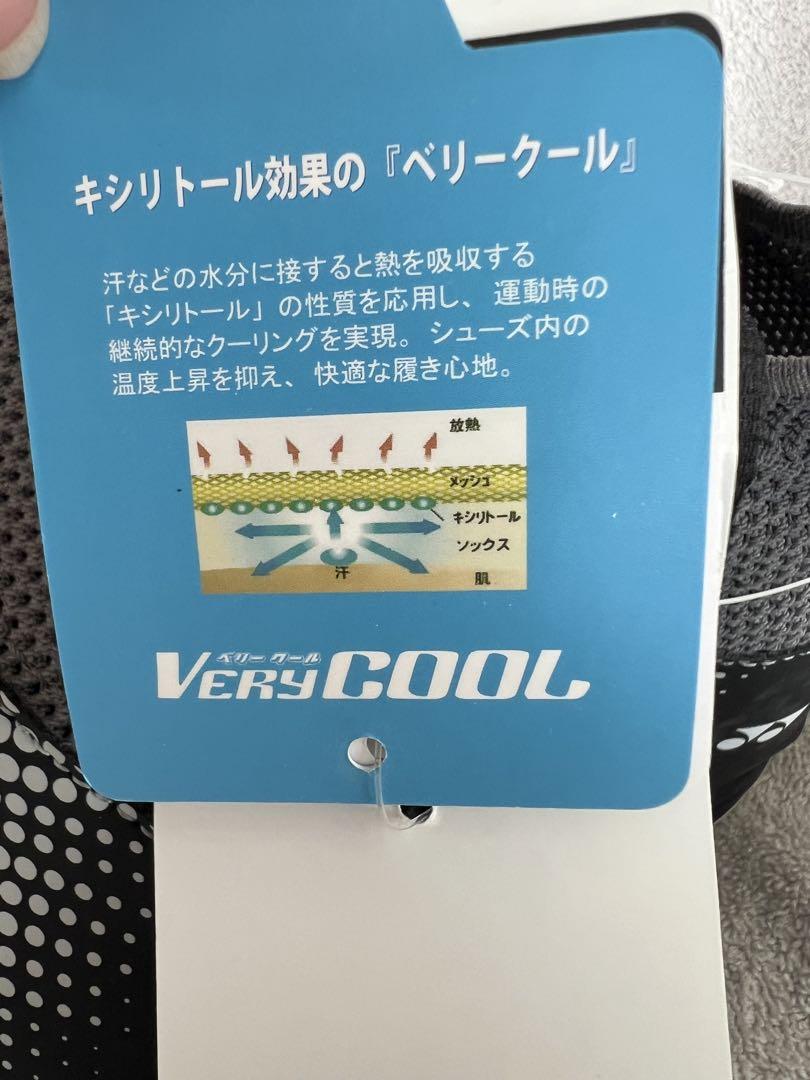 キシリトール効果の『ベリークール』
汗などの水分に接すると熱を吸収する
「キシリトール」の性質を応用し、運動時の
継続的なクーリングを実現。シューズ内の
温度上昇を抑え、快適な履き心地。
放熱
メッシュ
キシリトール
ソックス
汗
肌
ベリー クール
VERYCOOL